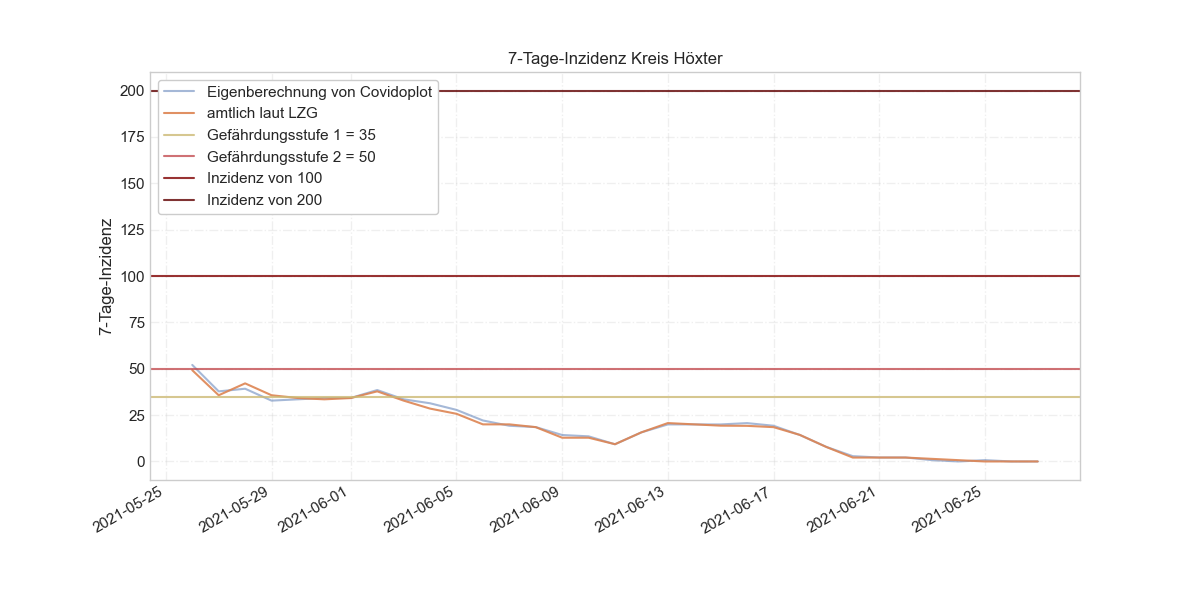 7-Tage-Inzidenz Kreis Höxter
Eigenberechnung von Covidoplot
amtlich laut LZG
Gefährdungsstufe 1 = 35
Gefährdungsstufe 2 = 50
Inzidenz von 100
Inzidenz von 200
7-Tage-Inzidenz
200
175
150
125
100
75
50
25
0
2021-05-25
2021-05-29
2021-06-01
2021-06-05
2021-06-09
2021-06-13
2021-06-17
2021-06-21
2021-06-25